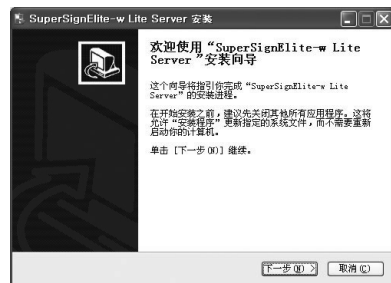 SuperSignElite-w Lite Server 安装
欢迎使用“SuperSignElite-w Lite
Server ”安装向导
这个向导将指引你完成“SuperSignElite-w Lite
Server”的安装进程。
在开始安装之前，建议先关闭其他所有应用程序。这将
允许“安装程序”更新指定的系统文件，而不需要重新
启动你的计算机。
单击 [下一步(N)] 继续。
下一步(N) >
取消(C)